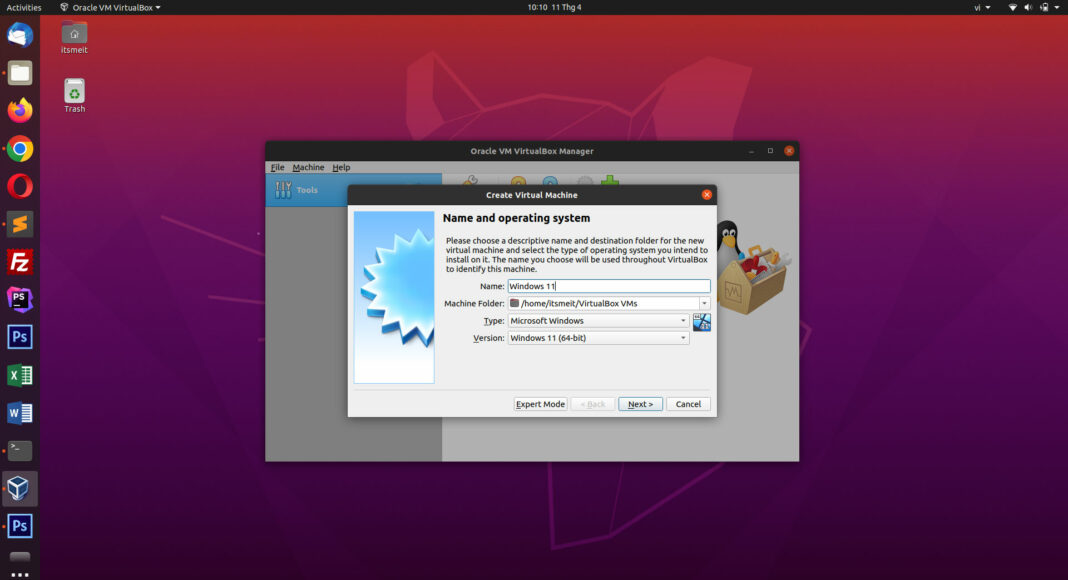 Activities
Oracle VM VirtualBox
10:10 11 Thg 4
vi
itsmeit
Trash
Oracle VM VirtualBox Manager
File Machine Help
Tools
Create Virtual Machine
Name and operating system
Please choose a descriptive name and destination folder for the new
virtual machine and select the type of operating system you intend to
install on it. The name you choose will be used throughout VirtualBox
to identify this machine.
Name: Windows 11
Machine Folder: /home/itsmeit/VirtualBox VMs
Type: Microsoft Windows
Version: Windows 11 (64-bit)
Expert Mode < Back Next > Cancel
Fz
PS
Ps
X
W
Ps